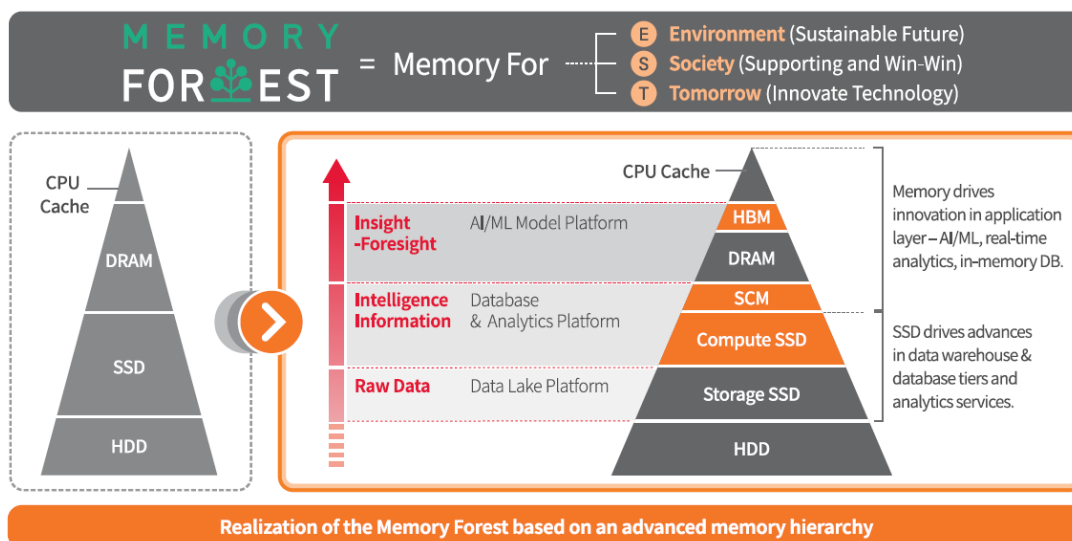 MEMORY
FOREST
= Memory For
E Environment (Sustainable Future)
S Society (Supporting and Win-Win)
T Tomorrow (Innovate Technology)
CPU
Cache
DRAM
SSD
HDD
Insight
-Foresight
AI/ML Model Platform
Intelligence
Information
Database
& Analytics Platform
Raw Data
Data Lake Platform
CPU Cache
HBM
DRAM
SCM
Compute SSD
Storage SSD
HDD
Memory drives
innovation in application
layer – AI/ML, real-time
analytics, in-memory DB.
SSD drives advances
in data warehouse &
database tiers and
analytics services.
Realization of the Memory Forest based on an advanced memory hierarchy